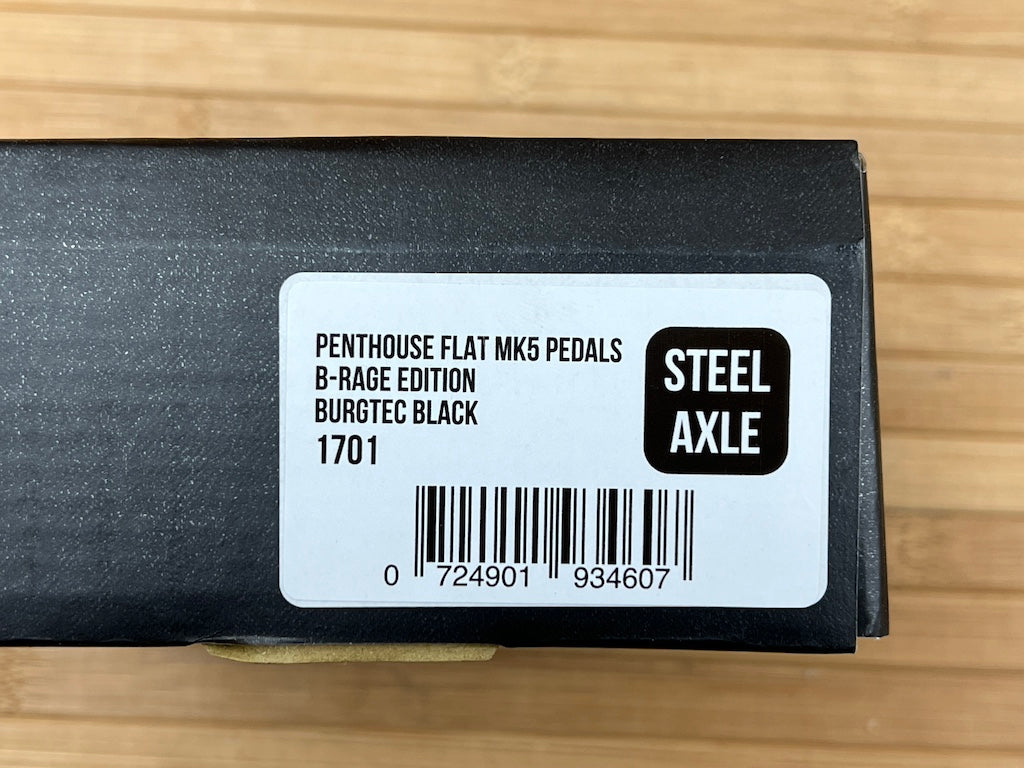 PENTHOUSE FLAT MK5 PEDALS
B-RAGE EDITION
BURGTEC BLACK
1701
STEEL
AXLE
0 724901 934607